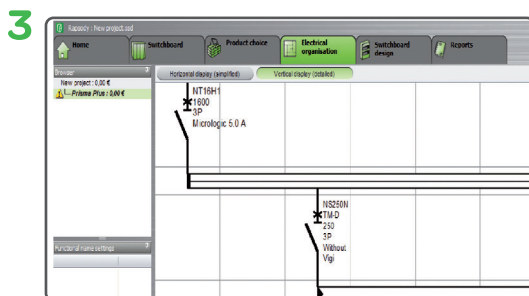 3
Rapsody : New project.ssd
Home
Switchboard
Product choice
Electrical
organisation
Switchboard
design
Reports
Browser ?
New project : 0,00 €
Prisma Plus : 0,00 €
Horizontal display (simplified)
Vertical display (detailed)
NT16H1
1600
3P
Micrologic 5.0 A
NS250N
TM-D
250
3P
Without
Vigi
Functional name settings ?